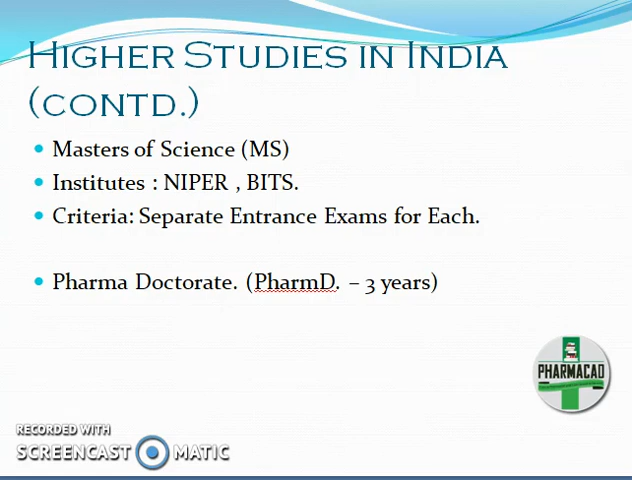 Higher Studies in India
(contd.)
Masters of Science (MS)
Institutes : NIPER , BITS.
Criteria: Separate Entrance Exams for Each.
Pharma Doctorate. (PharmD. – 3 years)
PHARMACAD
RECORDED WITH
SCREENCAST MATIC